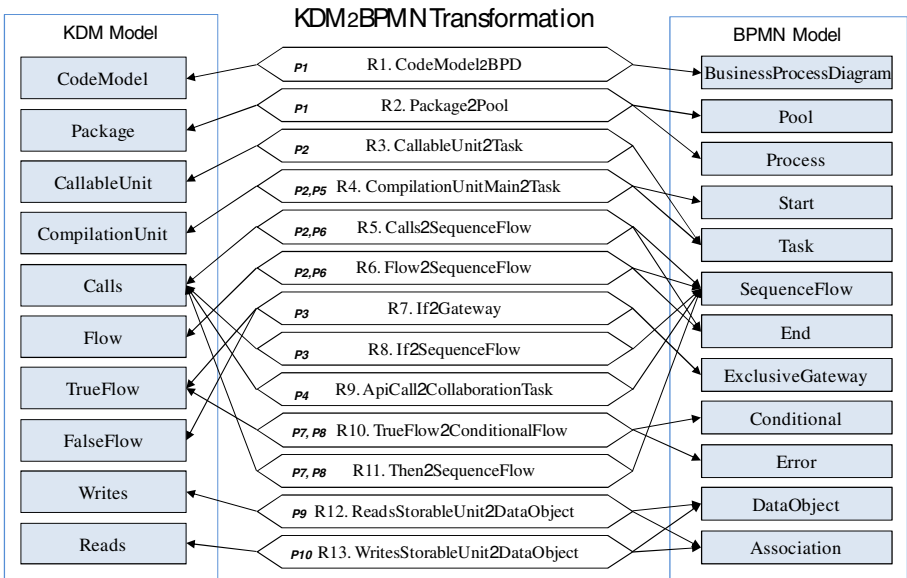 KDM2BPMNTransformation
KDM Model
CodeModel
Package
CallableUnit
CompilationUnit
Calls
Flow
TrueFlow
FalseFlow
Writes
Reads
P1 R1. CodeModel2BPD
P1 R2. Package2Pool
P2 R3. CallableUnit2Task
P2,P5 R4. CompilationUnitMain2Task
P2,P6 R5. Calls2SequenceFlow
P2,P6 R6. Flow2SequenceFlow
P3 R7. If2Gateway
P3 R8. If2SequenceFlow
P4 R9. ApiCall2CollaborationTask
P7, P8 R10. TrueFlow2ConditionalFlow
P7, P8 R11. Then2SequenceFlow
P9 R12. ReadsStorableUnit2DataObject
P10 R13. WritesStorableUnit2DataObject
BPMN Model
BusinessProcessDiagram
Pool
Process
Start
Task
SequenceFlow
End
ExclusiveGateway
Conditional
Error
DataObject
Association